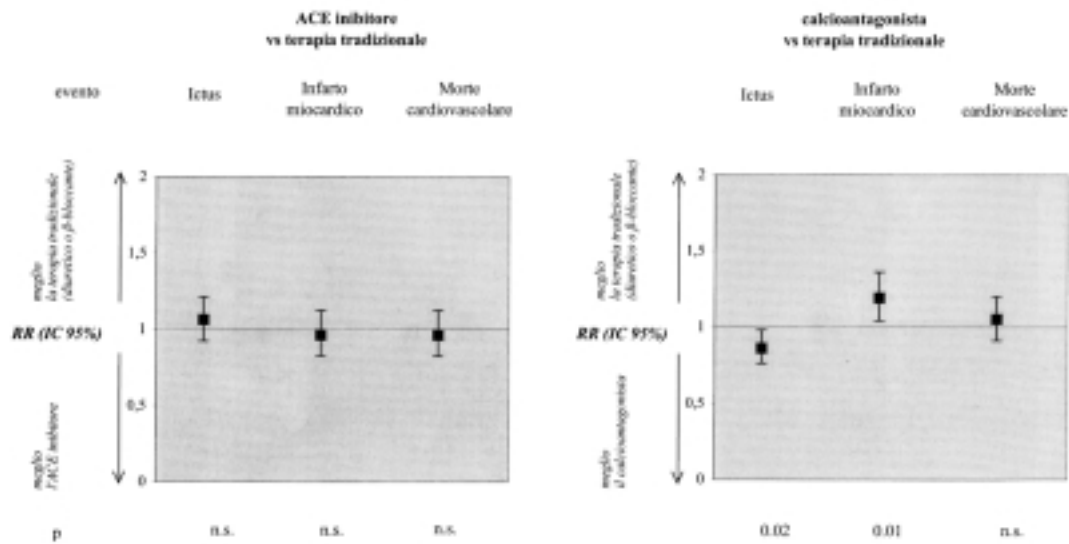 ACE inibitore
vs terapia tradizionale
evento
Ictus
Infarto
miocardico
Morte
cardiovascolare
meglio
la terapia tradizionale
(diuretico o β-bloccante)
RR (IC 95%)
meglio
l'ACE inibitore
2
1,5
1
0,5
0
p
n.s.
n.s.
n.s.
calcioantagonista
vs terapia tradizionale
Ictus
Infarto
miocardico
Morte
cardiovascolare
meglio
la terapia tradizionale
(diuretico o β-bloccante)
RR (IC 95%)
meglio
il calcioantagonista
2
1,5
1
0,5
0
0.02
0.01
n.s.